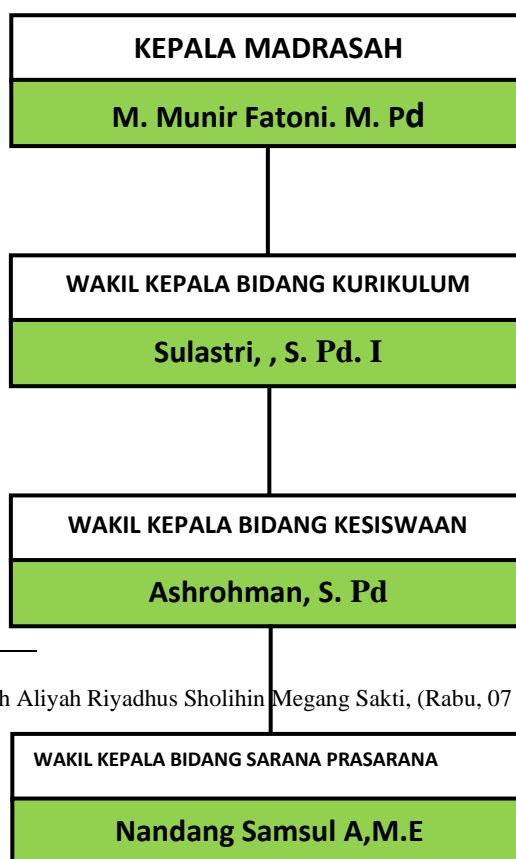 KEPALA MADRASAH
M. Munir Fatoni. M. Pd
WAKIL KEPALA BIDANG KURIKULUM
Sulastri, , S. Pd. I
WAKIL KEPALA BIDANG KESISWAAN
Ashrohman, S. Pd
h Aliyah Riyadhus Sholihin Megang Sakti, (Rabu, 07
WAKIL KEPALA BIDANG SARANA PRASARANA
Nandang Samsul A,M.E